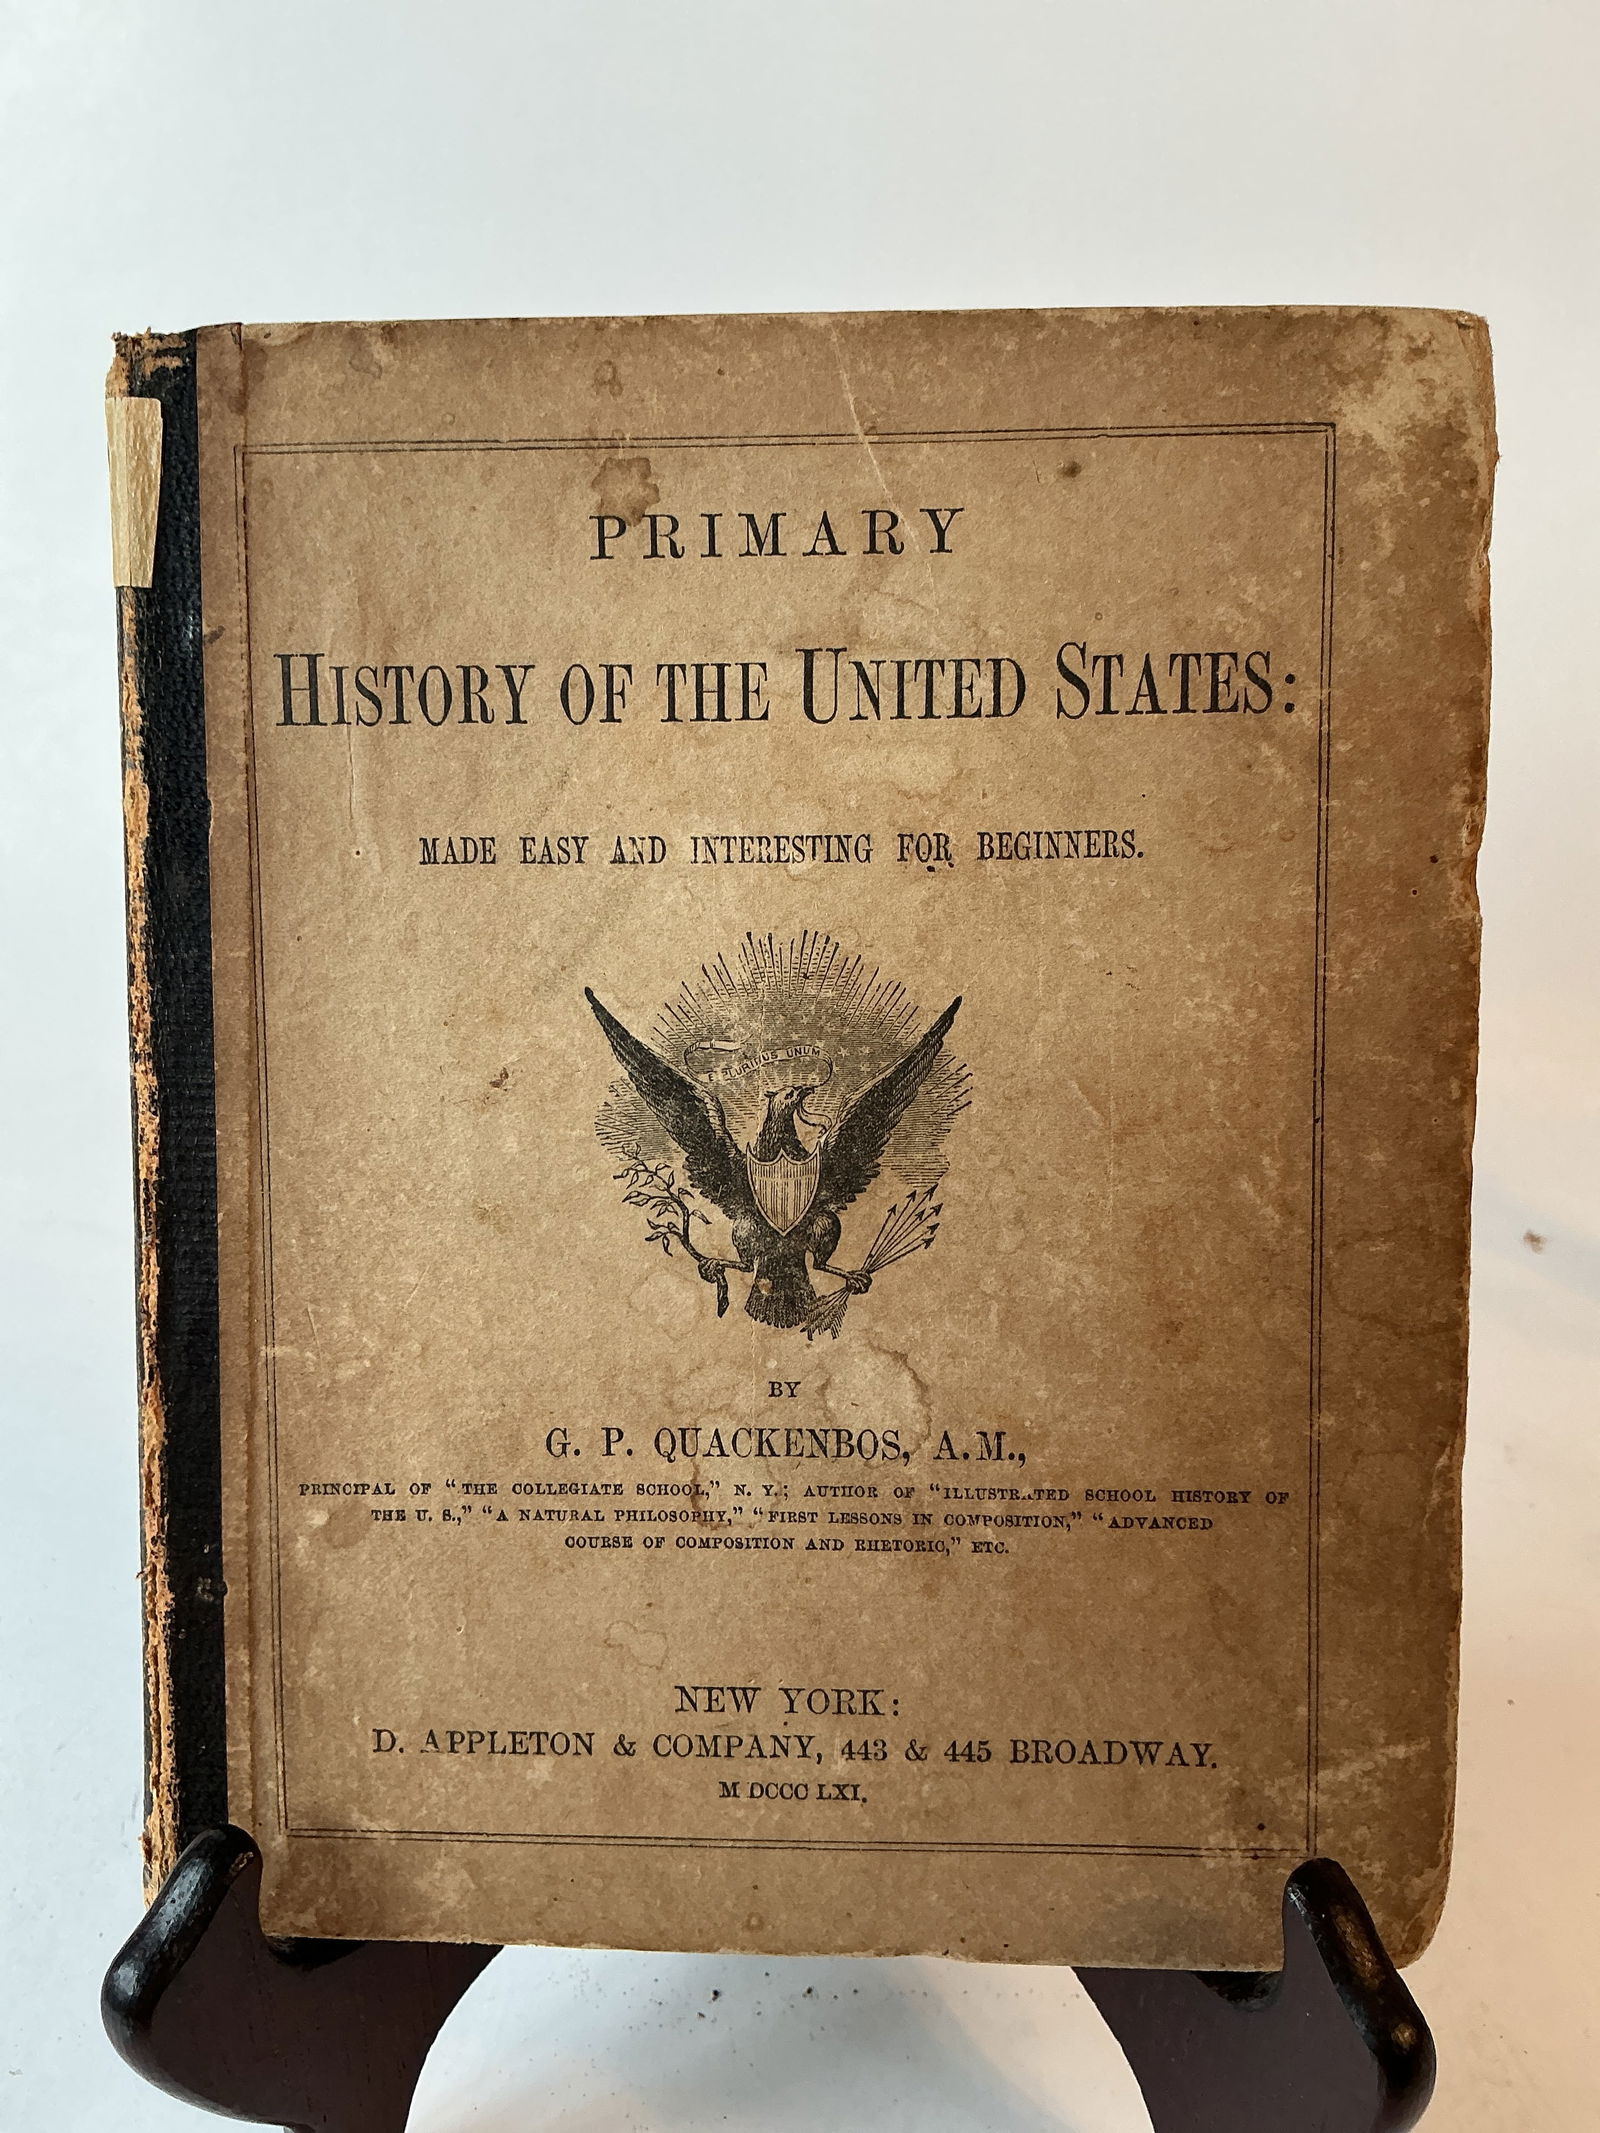 PRIMARY
HISTORY OF THE UNITED STATES:
MADE EASY AND INTERESTING FOR BEGINNERS.
E PLURIBUS UNUM
BY
G. P. QUACKENBOS, A.M.,
PRINCIPAL OF “THE COLLEGIATE SCHOOL,” N. Y.; AUTHOR OF “ILLUSTRATED SCHOOL HISTORY OF
THE U. S.,” “A NATURAL PHILOSOPHY,” “FIRST LESSONS IN COMPOSITION,” “ADVANCED
COURSE OF COMPOSITION AND RHETORIC,” ETC.
NEW YORK:
D. APPLETON & COMPANY, 443 & 445 BROADWAY.
M DCCC LXI.